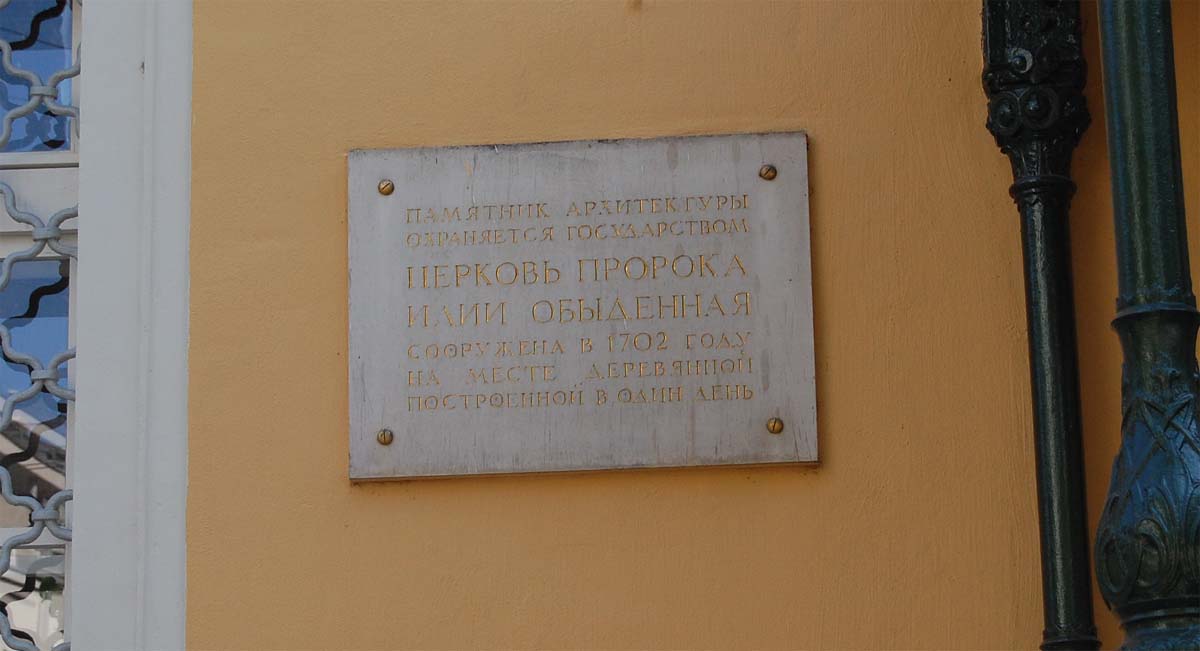 ПАМЯТНИК АРХИТЕКТУРЫ
ОХРАНЯЕТСЯ ГОСУДАРСТВОМ
ЦЕРКОВЬ ПРОРОКА
ИЛИИ ОБЫДЕННАЯ
СООРУЖЕНА В 1702 ГОДУ
НА МЕСТЕ ДЕРЕВЯННОЙ
ПОСТРОЕННОЙ В ОДИН ДЕНЬ